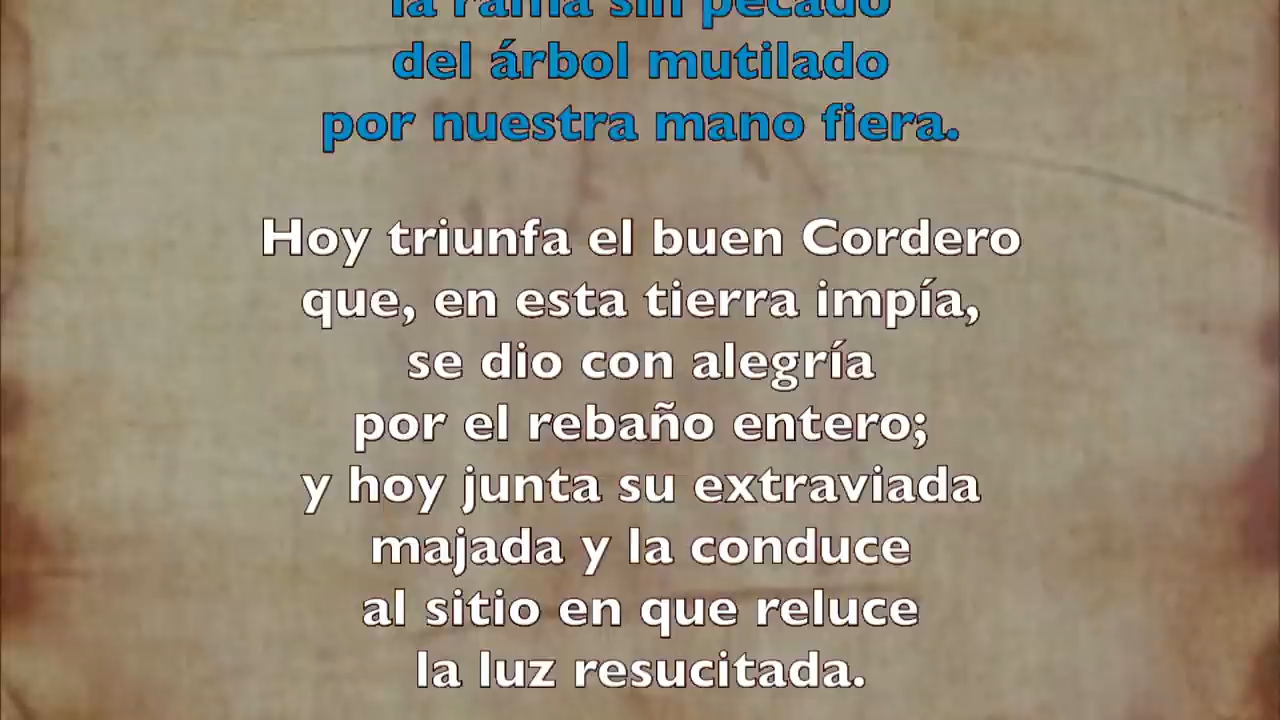 la rama sin pecado
del árbol mutilado
por nuestra mano fiera.
Hoy triunfa el buen Cordero
que, en esta tierra impía,
se dio con alegría
por el rebaño entero;
y hoy junta su extraviada
majada y la conduce
al sitio en que reluce
la luz resucitada.